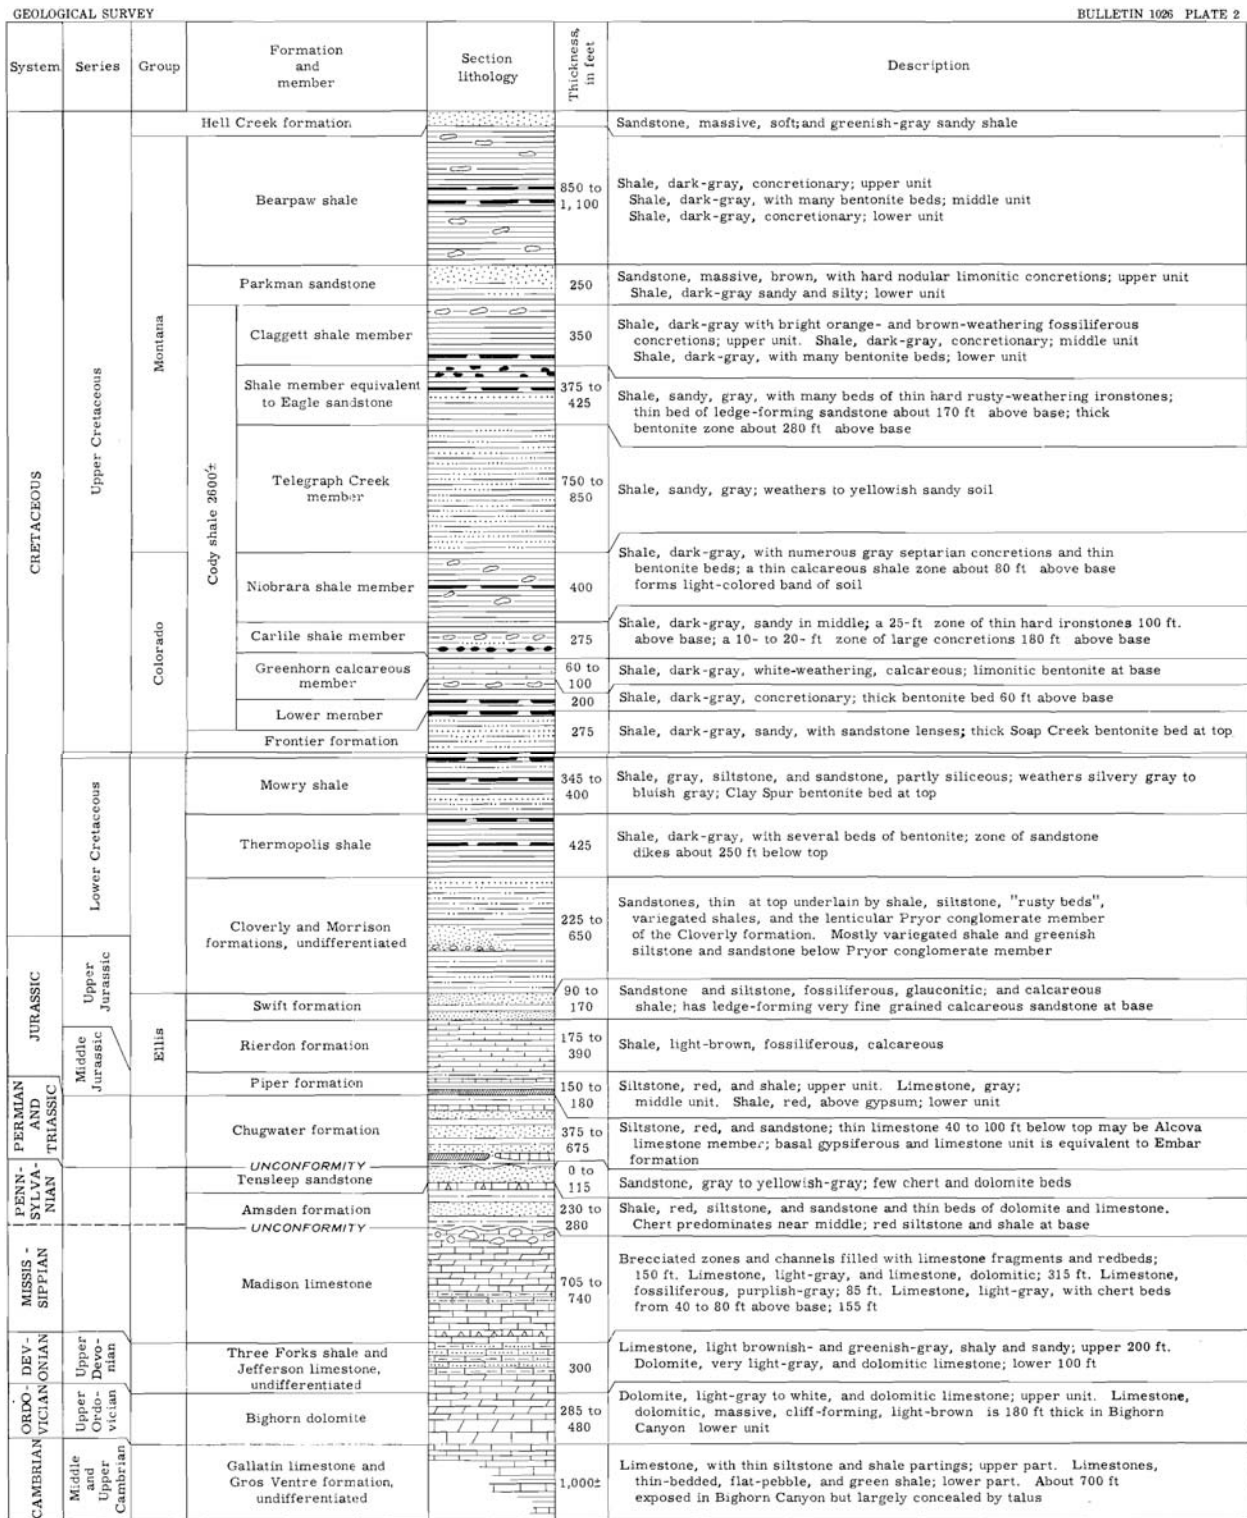 GEOLOGICAL SURVEY
BULLETIN 1026 PLATE 2
System
Series
Group
Formation
and
member
Section
lithology
Thickness,
in feet
Description
CRETACEOUS
Upper Cretaceous
Hell Creek formation
Sandstone, massive, soft; and greenish-gray sandy shale
Montana
Bearpaw shale
850 to
1,100
Shale, dark-gray, concretionary; upper unit
Shale, dark-gray, with many bentonite beds; middle unit
Shale, dark-gray, concretionary; lower unit
Parkman sandstone
250
Sandstone, massive, brown, with hard nodular limonitic concretions; upper unit
Shale, dark-gray sandy and silty; lower unit
Cody shale 2600'±
Claggett shale member
350
Shale, dark-gray with bright orange- and brown-weathering fossiliferous
concretions; upper unit. Shale, dark-gray, concretionary; middle unit
Shale, dark-gray, with many bentonite beds; lower unit
Shale member equivalent
to Eagle sandstone
375 to
425
Shale, sandy, gray, with many beds of thin hard rusty-weathering ironstones;
thin bed of ledge-forming sandstone about 170 ft above base; thick
bentonite zone about 280 ft above base
Telegraph Creek
member
750 to
850
Shale, sandy, gray; weathers to yellowish sandy soil
Colorado
Niobrara shale member
400
Shale, dark-gray, with numerous gray septarian concretions and thin
bentonite beds; a thin calcareous shale zone about 80 ft above base
forms light-colored band of soil
Carlile shale member
275
Shale, dark-gray, sandy in middle; a 25-ft zone of thin hard ironstones 100 ft.
above base; a 10- to 20- ft zone of large concretions 180 ft above base
Greenhorn calcareous
member
60 to
100
Shale, dark-gray, white-weathering, calcareous; limonitic bentonite at base
Lower member
200
Shale, dark-gray, concretionary; thick bentonite bed 60 ft above base
Frontier formation
275
Shale, dark-gray, sandy, with sandstone lenses; thick Soap Creek bentonite bed at top
Lower Cretaceous
Mowry shale
345 to
400
Shale, gray, siltstone, and sandstone, partly siliceous; weathers silvery gray to
bluish gray; Clay Spur bentonite bed at top
Thermopolis shale
425
Shale, dark-gray, with several beds of bentonite; zone of sandstone
dikes about 250 ft below top
Cloverly and Morrison
formations, undifferentiated
225 to
650
Sandstones, thin at top underlain by shale, siltstone, "rusty beds",
variegated shales, and the lenticular Pryor conglomerate member
of the Cloverly formation. Mostly variegated shale and greenish
siltstone and sandstone below Pryor conglomerate member
JURASSIC
Upper
Jurassic
Ellis
Swift formation
90 to
170
Sandstone and siltstone, fossiliferous, glauconitic; and calcareous
shale; has ledge-forming very fine grained calcareous sandstone at base
Middle
Jurassic
Rierdon formation
175 to
390
Shale, light-brown, fossiliferous, calcareous
Piper formation
150 to
180
Siltstone, red, and shale; upper unit. Limestone, gray;
middle unit. Shale, red, above gypsum; lower unit
PERMIAN
AND
TRIASSIC
Chugwater formation
375 to
675
Siltstone, red, and sandstone; thin limestone 40 to 100 ft below top may be Alcova
limestone member; basal gypsiferous and limestone unit is equivalent to Embar
formation
UNCONFORMITY
PENN-
SYLVA-
NIAN
Tensleep sandstone
0 to
115
Sandstone, gray to yellowish-gray; few chert and dolomite beds
Amsden formation
230 to
280
Shale, red, siltstone, and sandstone and thin beds of dolomite and limestone.
Chert predominates near middle; red siltstone and shale at base
UNCONFORMITY
MISSIS-
SIPPIAN
Madison limestone
705 to
740
Brecciated zones and channels filled with limestone fragments and redbeds;
150 ft. Limestone, light-gray, and limestone, dolomitic; 315 ft. Limestone,
fossiliferous, purplish-gray; 85 ft. Limestone, light-gray, with chert beds
from 40 to 80 ft above base; 155 ft
DEV-
ONIAN
Upper
Devo-
nian
Three Forks shale and
Jefferson limestone,
undifferentiated
300
Limestone, light brownish- and greenish-gray, shaly and sandy; upper 200 ft.
Dolomite, very light-gray, and dolomitic limestone; lower 100 ft
ORDO-
VICIAN
Upper
Ordo-
vician
Bighorn dolomite
285 to
480
Dolomite, light-gray to white, and dolomitic limestone; upper unit. Limestone,
dolomitic, massive, cliff-forming, light-brown is 180 ft thick in Bighorn
Canyon lower unit
CAMBRIAN
Middle
and
Upper
Cambrian
Gallatin limestone and
Gros Ventre formation,
undifferentiated
1,000±
Limestone, with thin siltstone and shale partings; upper part. Limestones,
thin-bedded, flat-pebble, and green shale; lower part. About 700 ft
exposed in Bighorn Canyon but largely concealed by talus